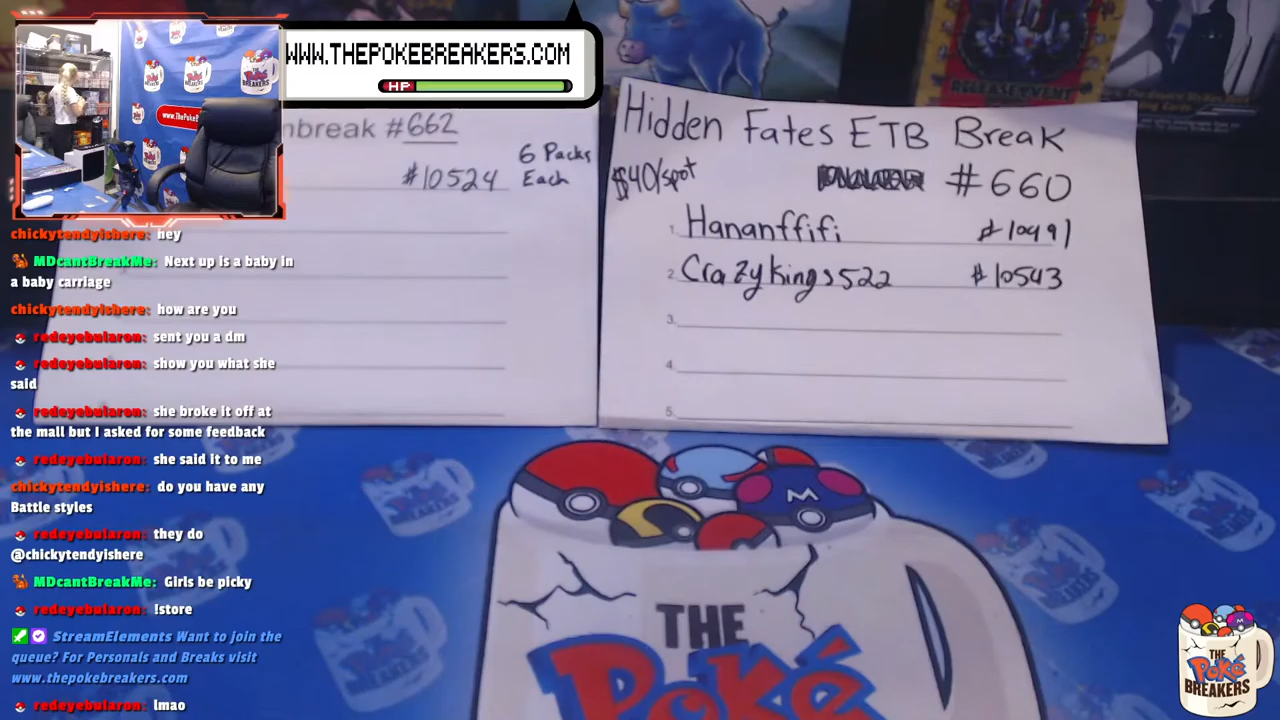 WWW.THEPOKEBREAKERS.COM
HP
nbreak #662
6 Packs
#10524 Each
Hidden Fates ETB Break
$40/spot
#660
1. Hananffifi #10491
2. Crazykings522 #10543
3.
4.
5.
chickytendyishere: hey
MDcantBreakMe: Next up is a baby in
a baby carriage
chickytendyishere: how are you
redeyebularon: sent you a dm
redeyebularon: show you what she
said
redeyebularon: she broke it off at
the mall but I asked for some feedback
redeyebularon: she said it to me
chickytendyishere: do you have any
Battle styles
redeyebularon: they do
@chickytendyishere
MDcantBreakMe: Girls be picky
redeyebularon: !store
StreamElements Want to join the
queue? For Personals and Breaks visit
www.thepokebreakers.com
redeyebularon: lmao
M
THE
Poké
THE
Poké
BREAKERS